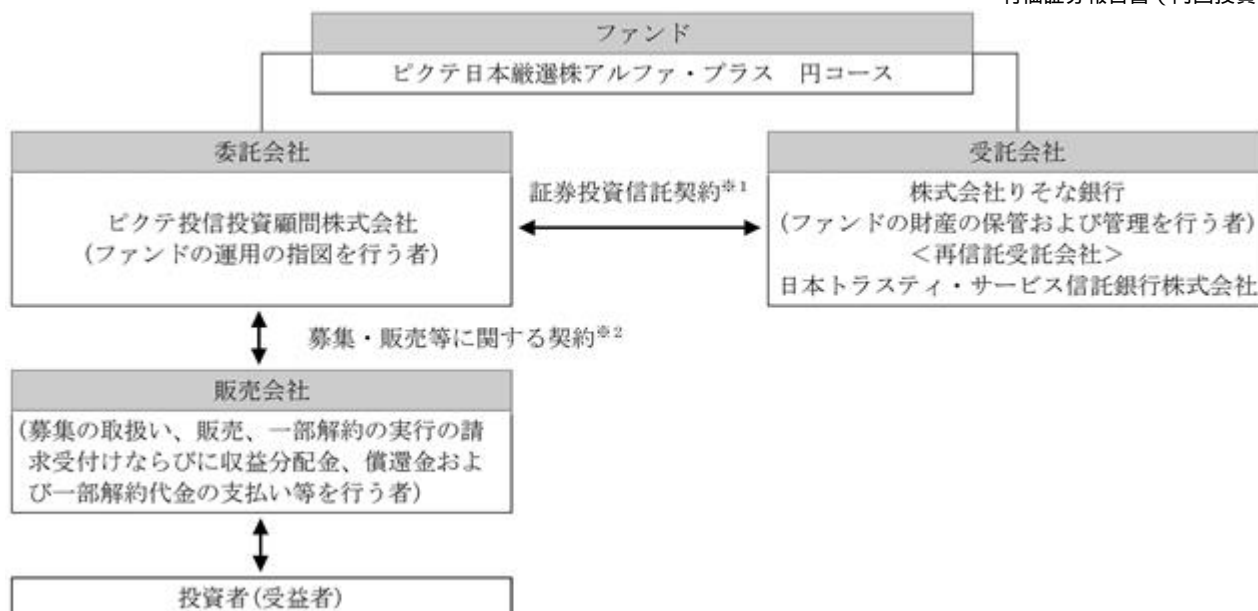 ファンド
ピクテ日本厳選株アルファ・プラス　円コース
委託会社
ピクテ投信投資顧問株式会社
(ファンドの運用の指図を行う者)
証券投資信託契約※1
受託会社
株式会社りそな銀行
(ファンドの財産の保管および管理を行う者)
＜再信託受託会社＞
日本トラスティ・サービス信託銀行株式会社
募集・販売等に関する契約※2
販売会社
(募集の取扱い、販売、一部解約の実行の請
求受付けならびに収益分配金、償還金およ
び一部解約代金の支払い等を行う者)
投資者(受益者)